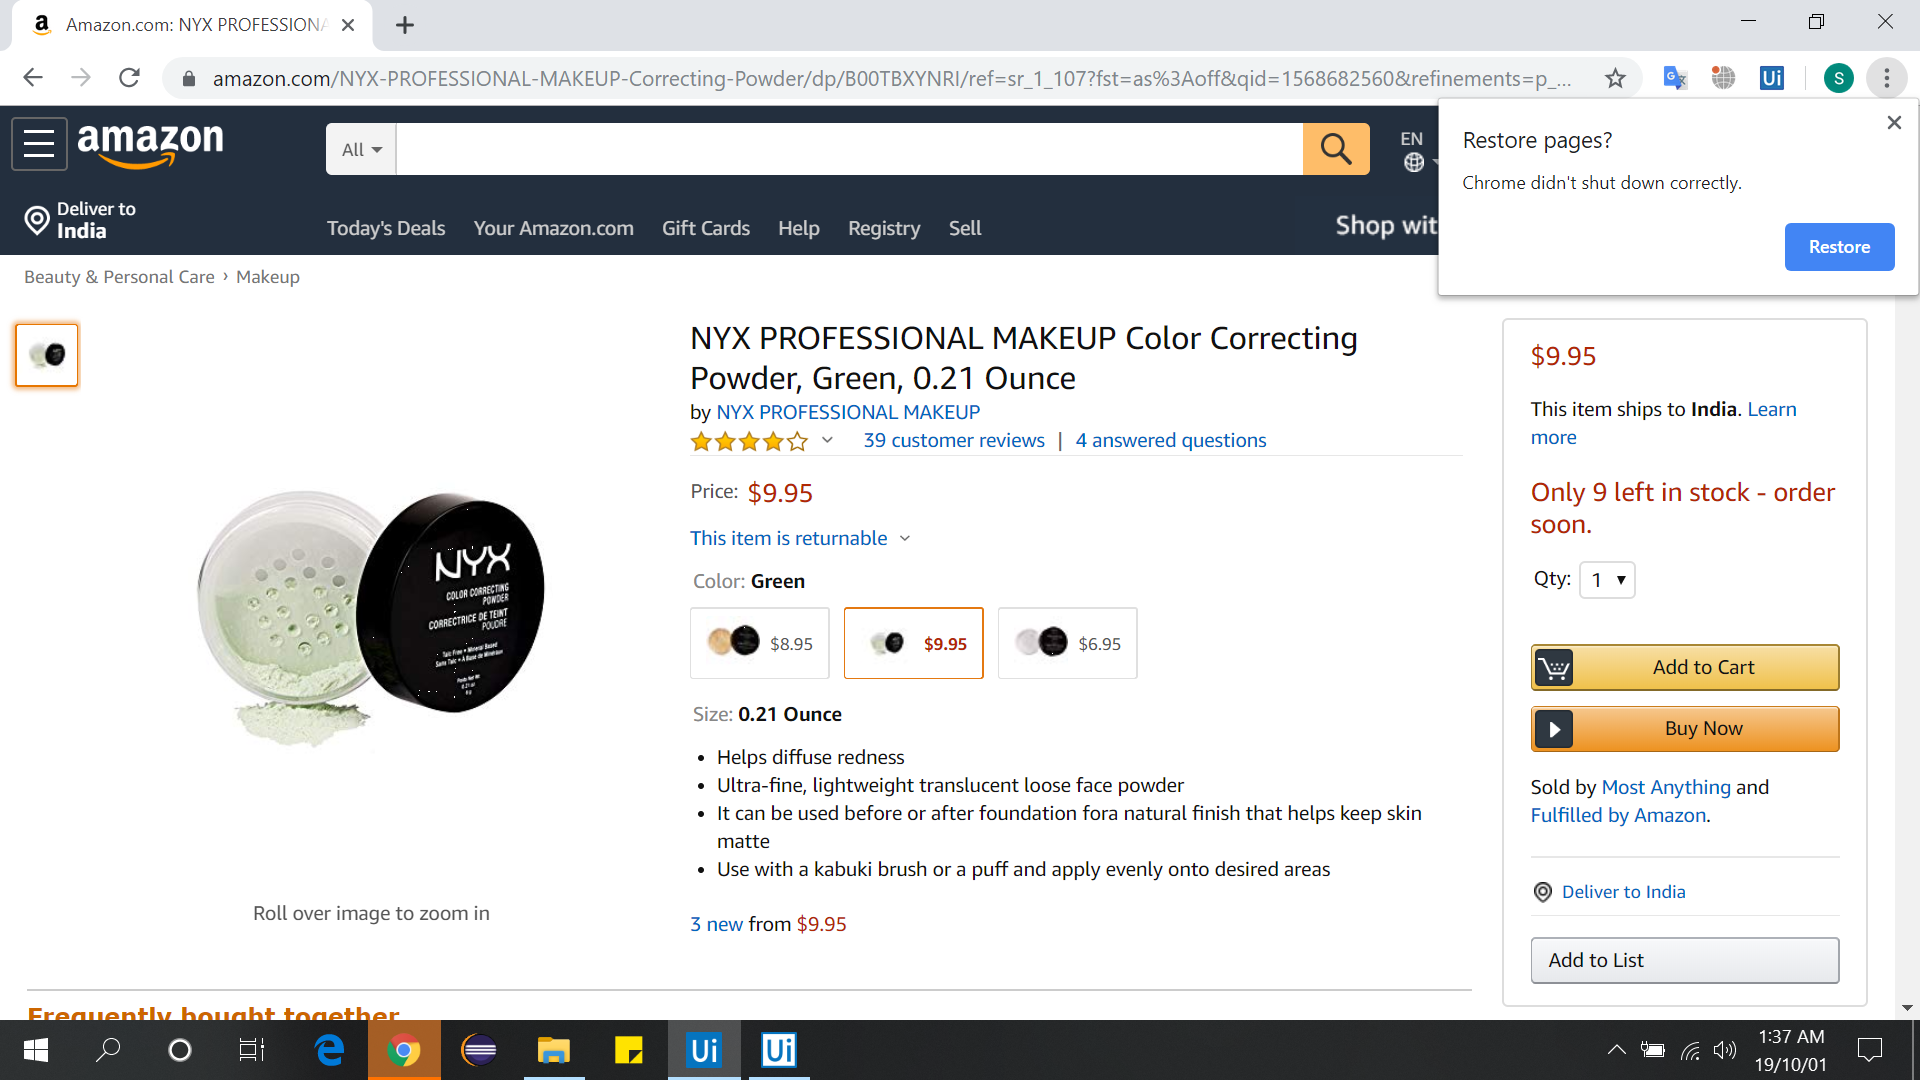 Amazon.com: NYX PROFESSIONA
amazon.com/NYX-PROFESSIONAL-MAKEUP-Correcting-Powder/dp/B00TBXYNRI/ref=sr_1_107?fst=as%3Aoff&qid=1568682560&refinements=p_...
Ui
S
Restore pages?
Chrome didn't shut down correctly.
Restore
amazon
All
EN
Deliver to
India
Today's Deals
Your Amazon.com
Gift Cards
Help
Registry
Sell
Shop wit
Beauty & Personal Care › Makeup
NYX PROFESSIONAL MAKEUP Color Correcting
Powder, Green, 0.21 Ounce
by NYX PROFESSIONAL MAKEUP
39 customer reviews | 4 answered questions
Price: $9.95
This item is returnable
Color: Green
$8.95
$9.95
$6.95
Size: 0.21 Ounce
• Helps diffuse redness
• Ultra-fine, lightweight translucent loose face powder
• It can be used before or after foundation fora natural finish that helps keep skin
matte
• Use with a kabuki brush or a puff and apply evenly onto desired areas
3 new from $9.95
NYX
COLOR CORRECTING
POWDER
CORRECTRICE DE TEINT
POUDRE
Talc Free • Mineral Based
Roll over image to zoom in
$9.95
This item ships to India. Learn
more
Only 9 left in stock - order
soon.
Qty: 1
Add to Cart
Buy Now
Sold by Most Anything and
Fulfilled by Amazon.
Deliver to India
Add to List
Frequently bought together
Ui
Ui
1:37 AM
19/10/01